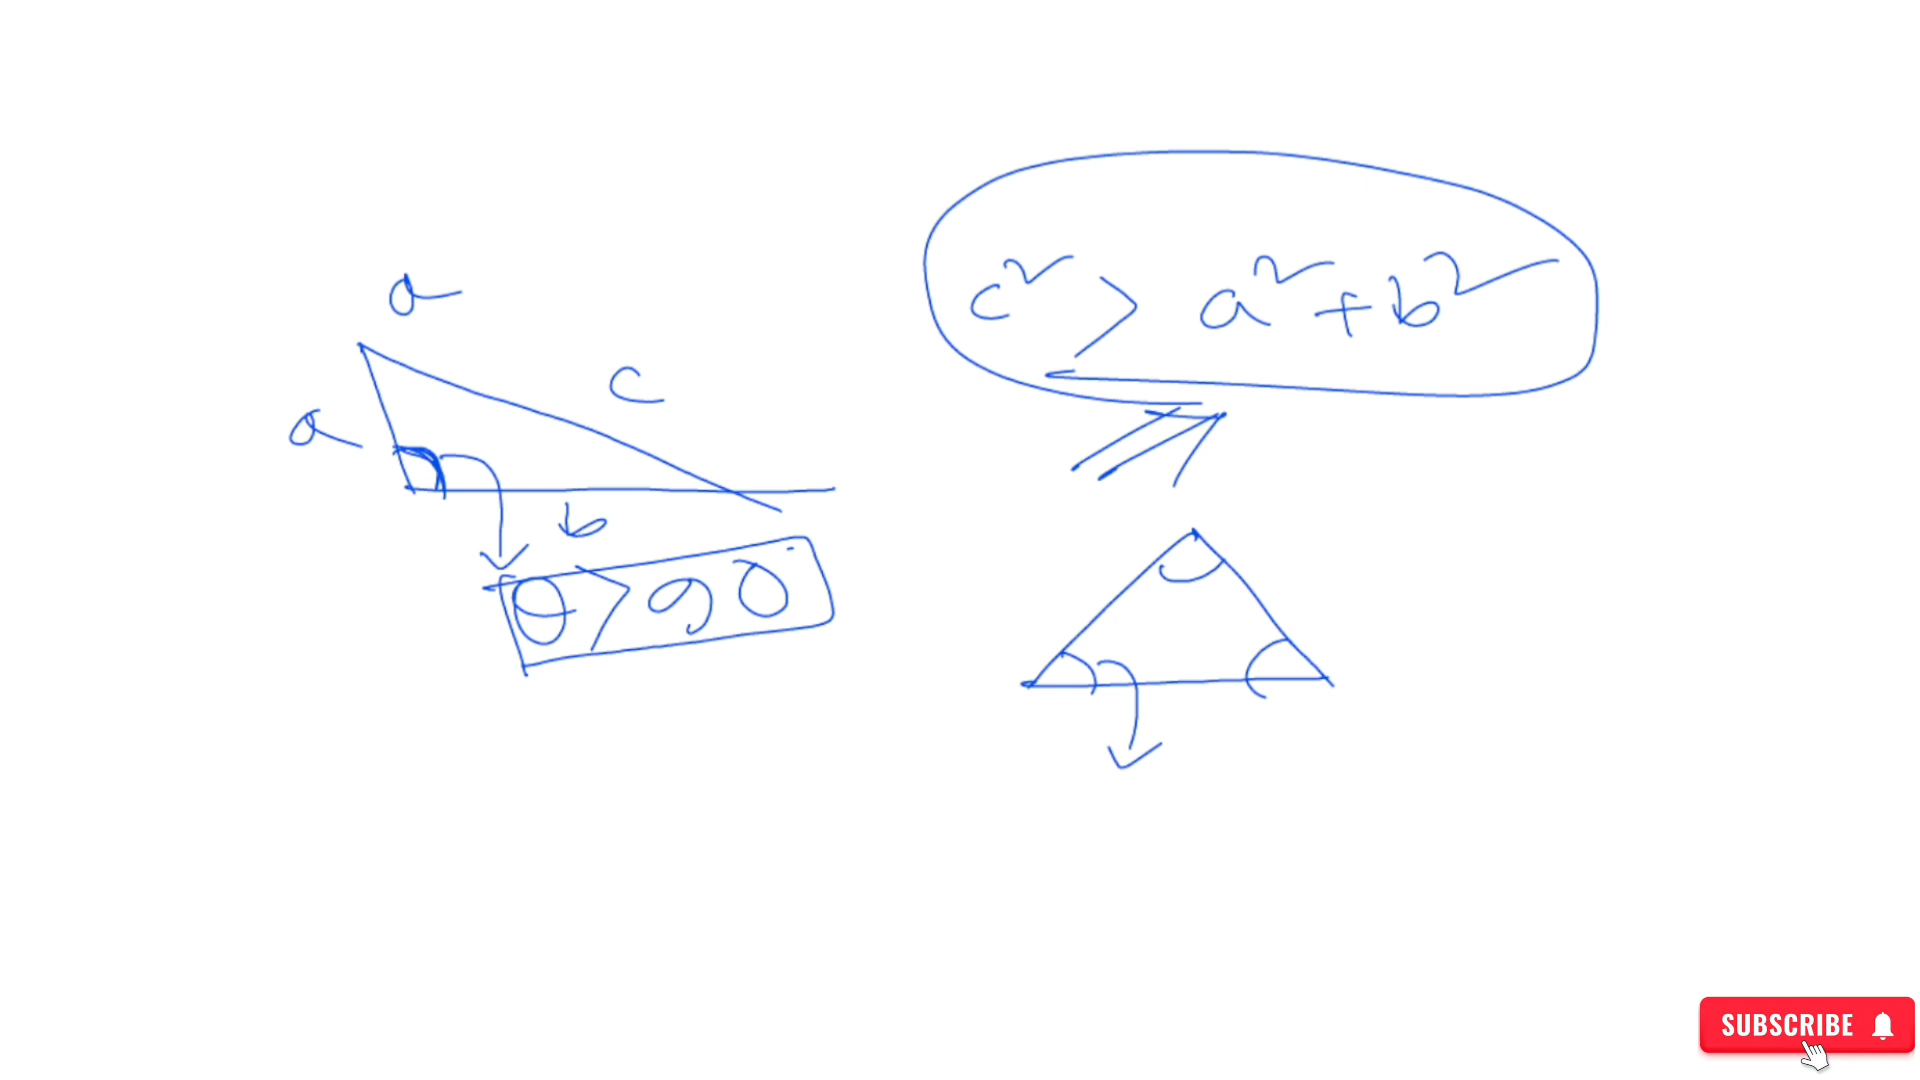 a
c² > a² + b²
c
a
b
θ > 90°
SUBSCRIBE